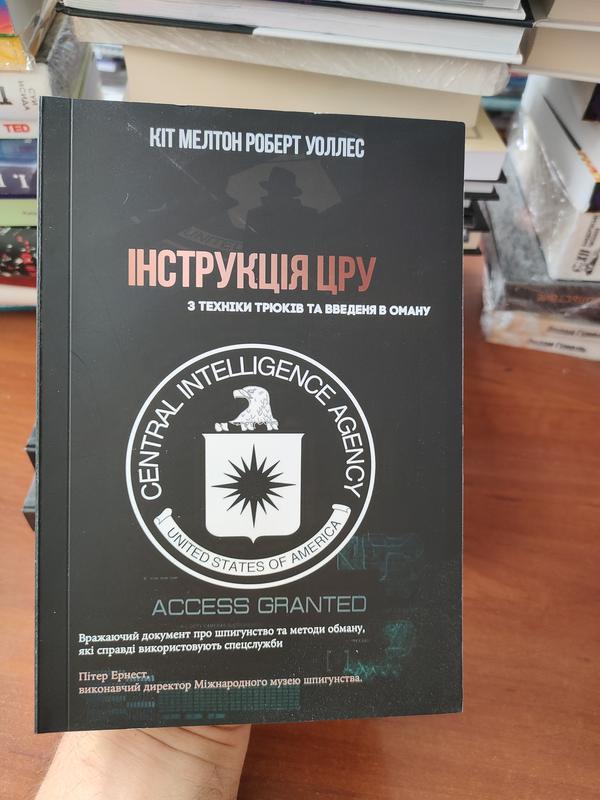 КІТ МЕЛТОН РОБЕРТ УОЛЛЕС
ІНСТРУКЦІЯ ЦРУ
З ТЕХНІКИ ТРЮКІВ ТА ВВЕДЕНЯ В ОМАНУ
CENTRAL INTELLIGENCE AGENCY
UNITED STATES OF AMERICA
ACCESS GRANTED
Вражаючий документ про шпигунство та методи обману,
які справді використовують спецслужби
Пітер Ернест,
виконавчий директор Міжнародного музею шпигунства.
TED